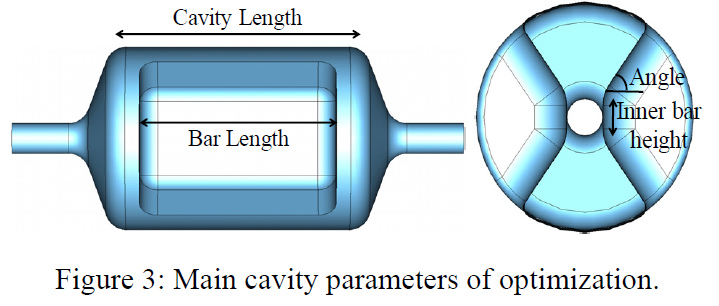 Cavity Length
Bar Length
Angle
Inner bar
height
Figure 3: Main cavity parameters of optimization.